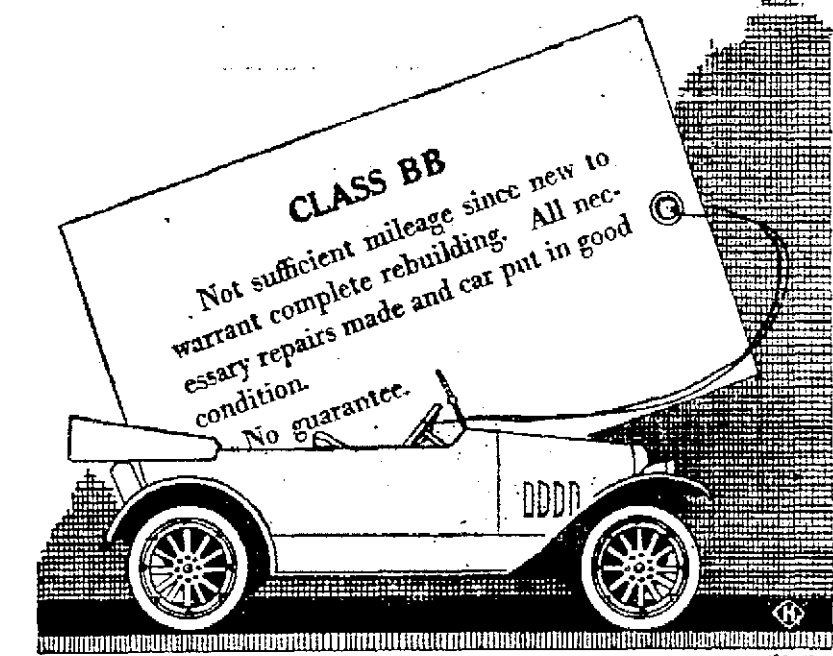 CLASS BB
Not sufficient mileage since new to
warrant complete rebuilding. All nec-
essary repairs made and car put in good
condition.
No guarantee.
H